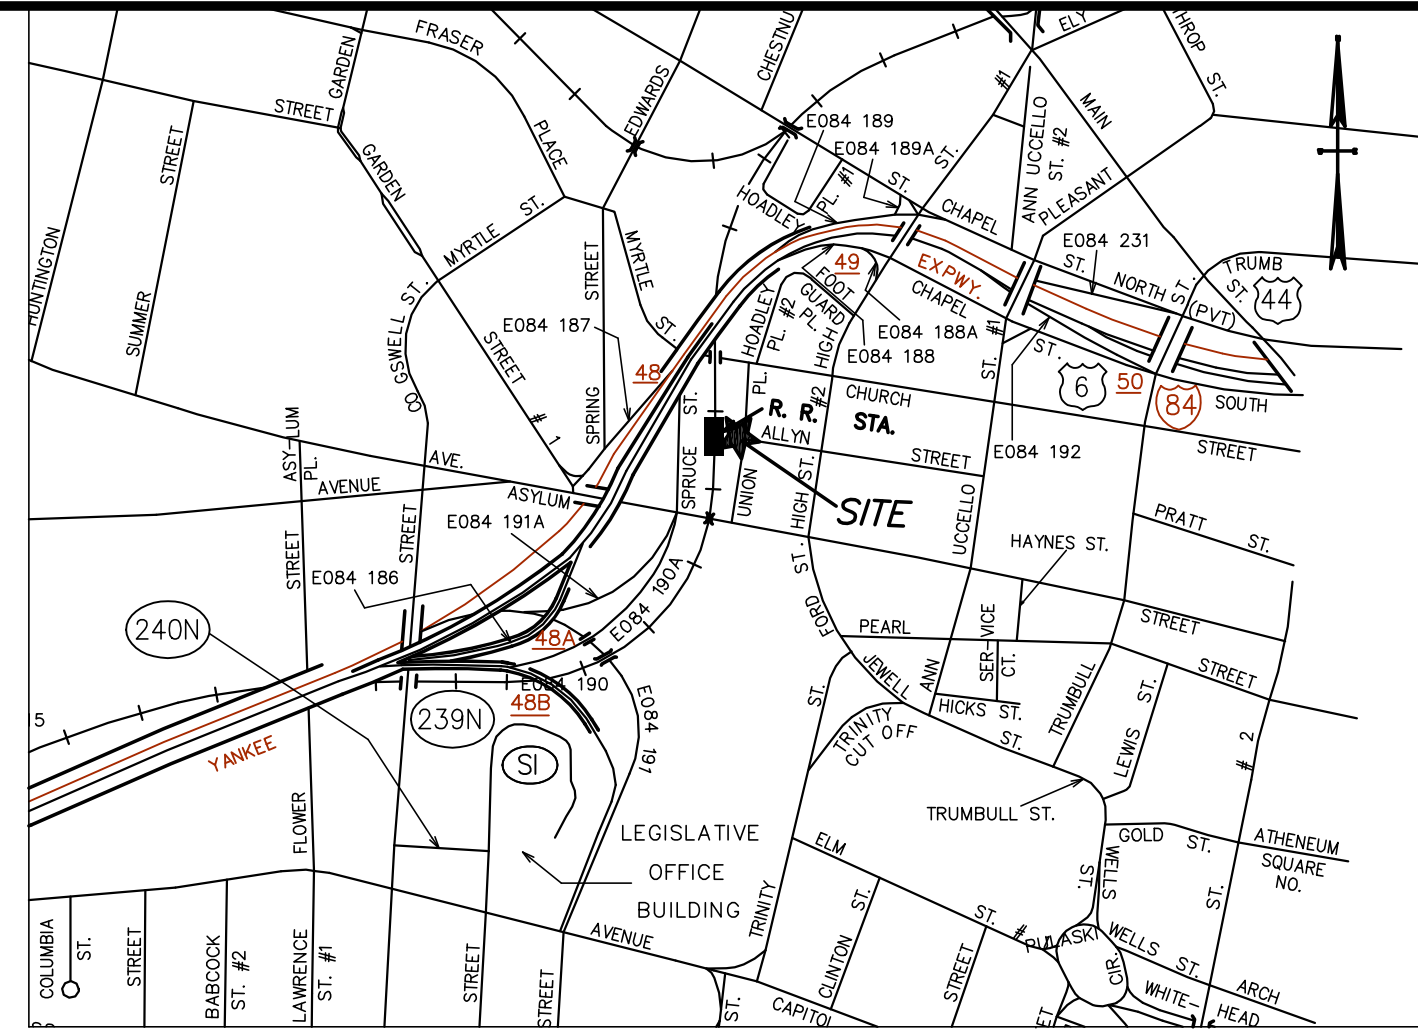 FRASER
GARDEN
EDWARDS
CHESTNU
ELY
HROP
ST.
#1
MAIN
STREET
STREET
GARDEN
PLACE
E084 189
E084 189A
ST.
ANN UCCELLO
ST. #2
PLEASANT
HOADLEY
PL. #1
ST.
CHAPEL
E084 231
HUNTINGTON
SUMMER
MYRTLE ST.
STREET
MYRTLE
ST.
49
EXPWY.
ST.
NORTH
ST.
(PVT)
TRUMB
ST.
44
FOOT
GUARD
PL.
HOADLEY
PL. #2
CHAPEL
#1
ST.
HIGH
E084 188A
E084 188
E084 187
48
GSWELL ST.
CO
STREET
# 1
SPRING
ST.
PL.
#2
CHURCH
6
50
84
SOUTH
R. R. STA.
ALLYN
STREET
ST.
E084 192
STREET
ASY-LUM
PL.
AVE.
AVENUE
ASYLUM
SPRUCE
UNION
HIGH ST.
SITE
UCCELLO
PRATT
ST.
STREET
STREET
E084 191A
HAYNES ST.
E084 186
E084 190A
FORD ST.
240N
48A
PEARL
SER-VICE
CT.
STREET
JEWELL
ANN
STREET
E084 190
48B
E084 191
239N
ST.
HICKS ST.
TRUMBULL
ST.
LEWIS
TRINITY
CUT OFF
ST.
5
YANKEE
SI
# 2
FLOWER
TRUMBULL ST.
LEGISLATIVE
OFFICE
BUILDING
ELM
GOLD ST.
ATHENEUM
SQUARE
NO.
WELLS
ST.
ST.
TRINITY
ST.
COLUMBIA
ST.
STREET
BABCOCK
ST. #2
LAWRENCE
ST. #1
STREET
STREET
AVENUE
CLINTON
ST.
STREET
#
PULASKI
CIR.
WELLS
ST.
ARCH
WHITE-
HEAD
ST.
CAPITOL
ET